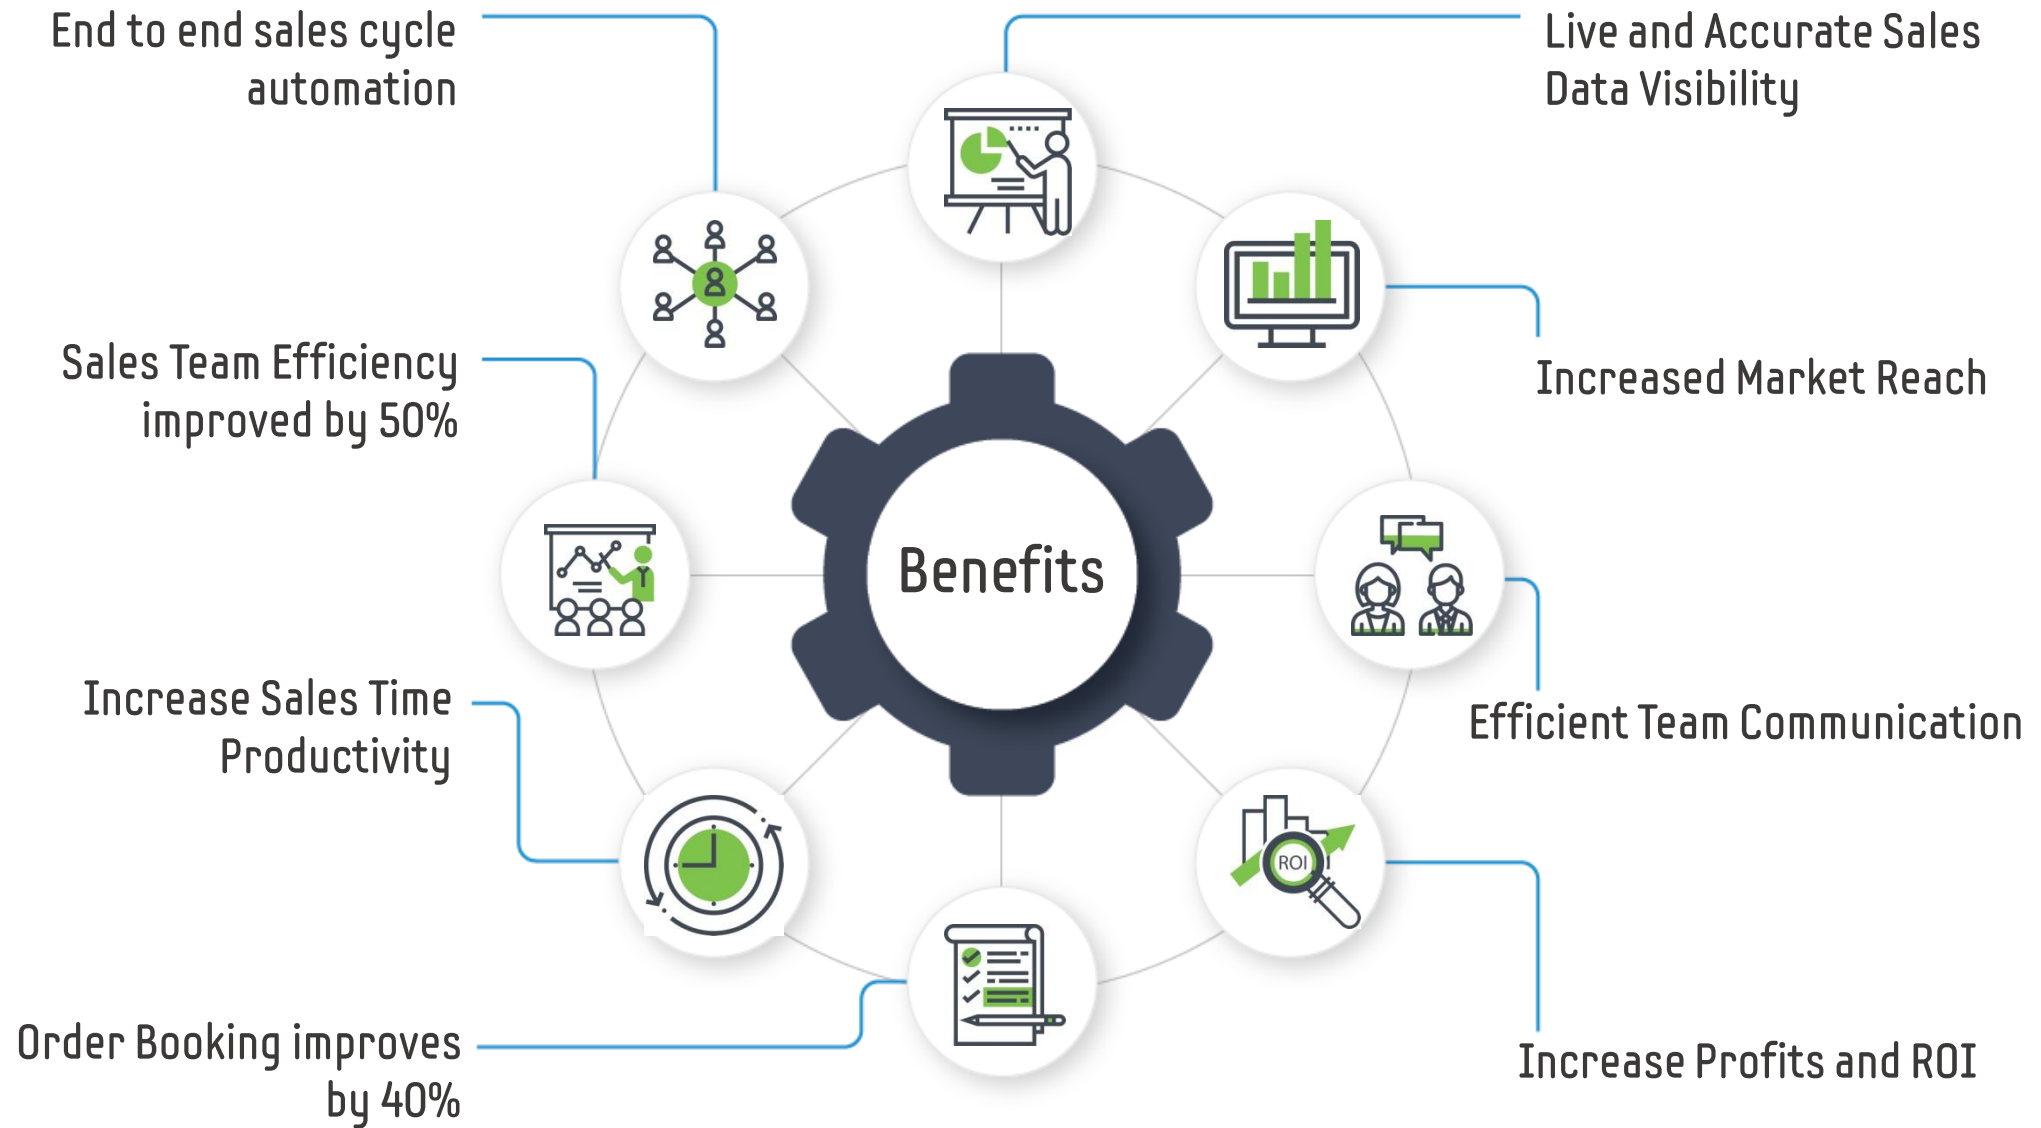 End to end sales cycle
automation
Live and Accurate Sales
Data Visibility
Sales Team Efficiency
improved by 50%
Increased Market Reach
Benefits
Increase Sales Time
Productivity
Efficient Team Communication
ROI
Order Booking improves
by 40%
Increase Profits and ROI